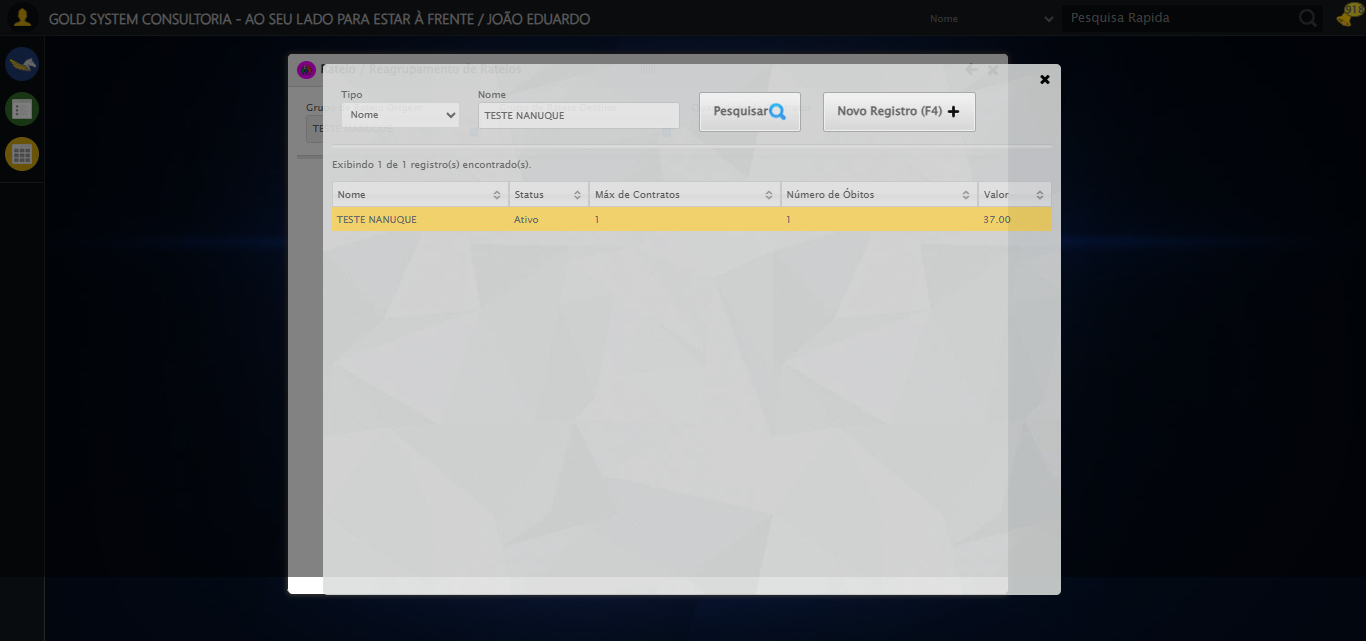 GOLD SYSTEM CONSULTORIA - AO SEU LADO PARA ESTAR À FRENTE / JOÃO EDUARDO
Nome
Pesquisa Rapida
918
Rateio / Reagrupamento de Rateios
Tipo
Nome
Nome
TESTE NANUQUE
Pesquisar
Novo Registro (F4)
Exibindo 1 de 1 registro(s) encontrado(s).
Nome Status Máx de Contratos Número de Óbitos Valor
TESTE NANUQUE Ativo 1 1 37.00